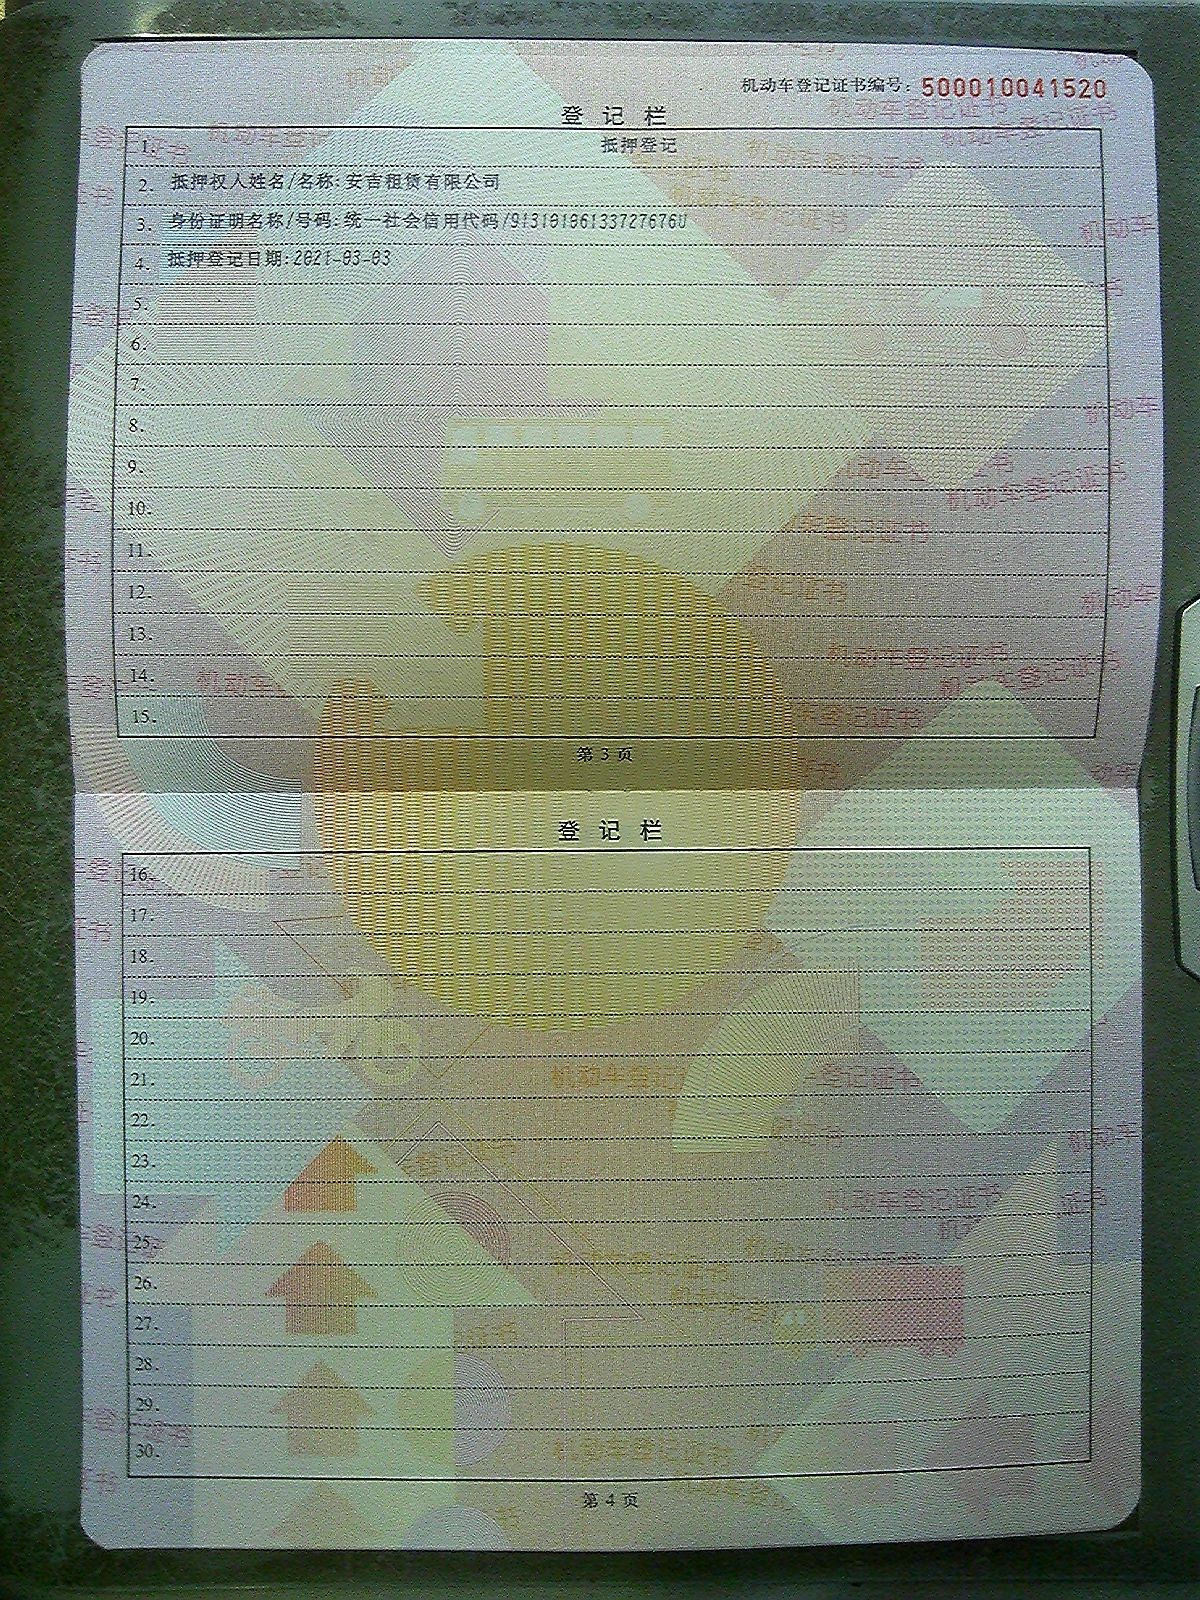 机动车登记证书编号：500010041520
登 记 栏
1. 抵押登记
2. 抵押权人姓名/名称:安吉租赁有限公司
3. 身份证明名称/号码:统一社会信用代码/91310106133727676U
4. 抵押登记日期:2021-03-03
5.
6.
7.
8.
9.
10.
11.
12.
13.
14.
15.
第 3 页
登 记 栏
16.
17.
18.
19.
20.
21.
22.
23.
24.
25.
26.
27.
28.
29.
30.
第 4 页